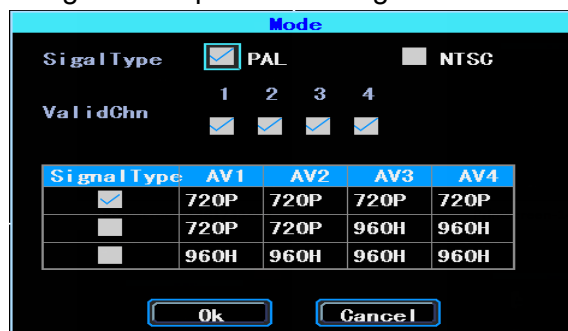 Mode
SigalType PAL NTSC
1 2 3 4
ValidChn
SignalType AV1 AV2 AV3 AV4
720P 720P 720P 720P
720P 720P 960H 960H
960H 960H 960H 960H
Ok Cancel